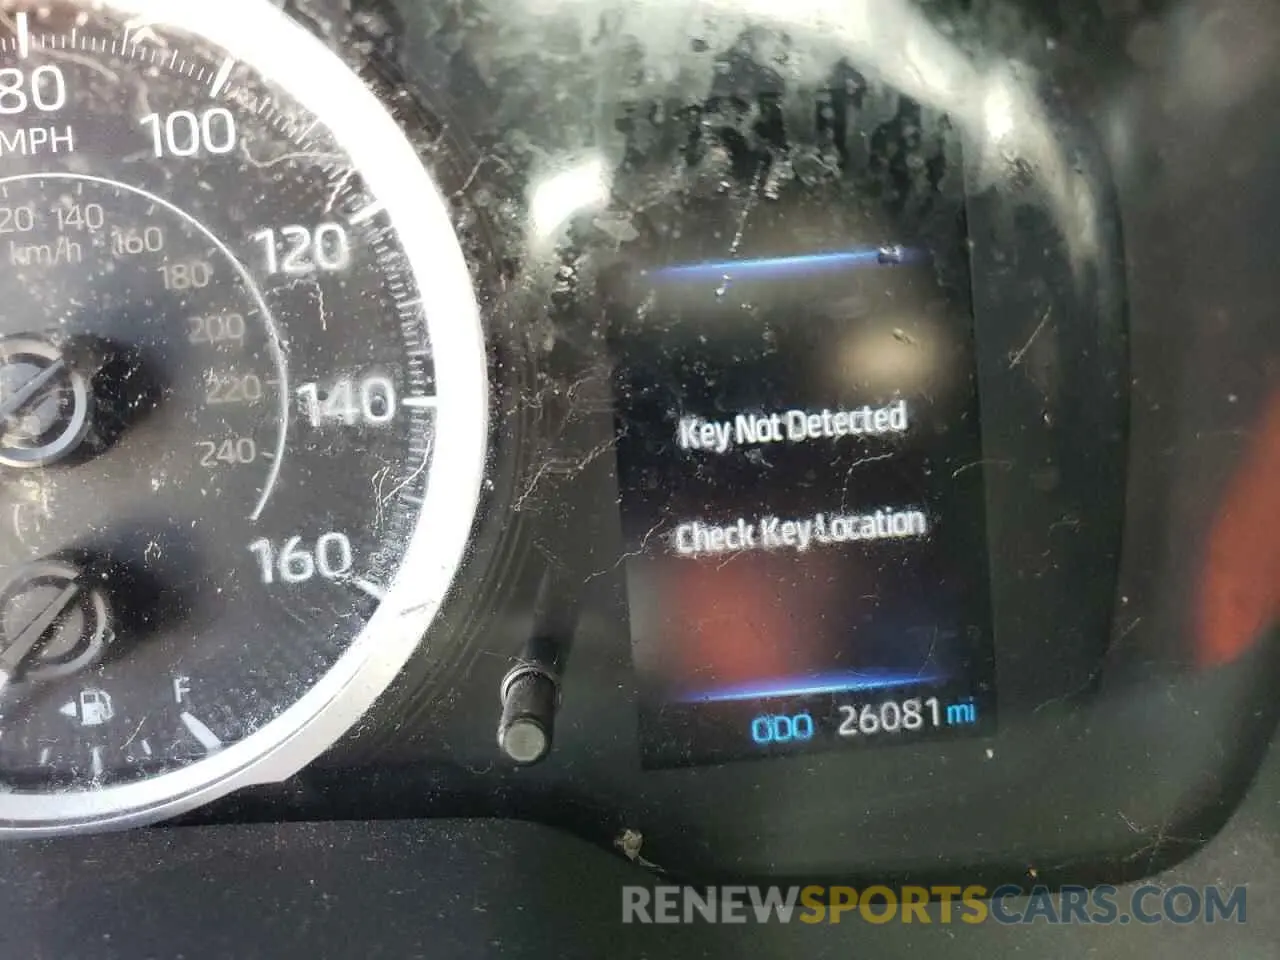 80
MPH
100
120
140
160
20 140
km/h 160
180
200
220
240
F
Key Not Detected
Check Key Location
ODO 26081 mi
RENEWSPORTSCARS.COM